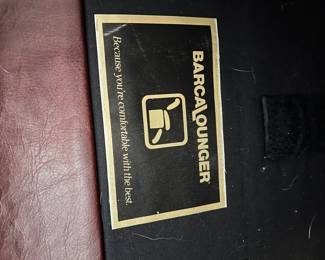 BARCALOUNGER
Because you're comfortable with the best.